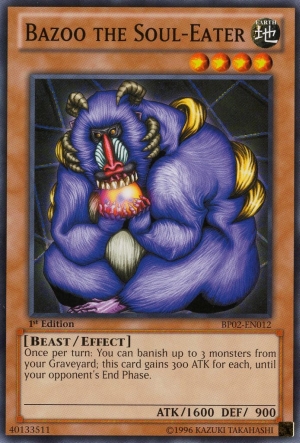 BAZOO THE SOUL-EATER
EARTH
地
1st Edition
BP02-EN012
[BEAST / EFFECT]
Once per turn: You can banish up to 3 monsters from
your Graveyard; this card gains 300 ATK for each, until
your opponent's End Phase.
ATK/1600 DEF/ 900
40133511
©1996 KAZUKI TAKAHASHI